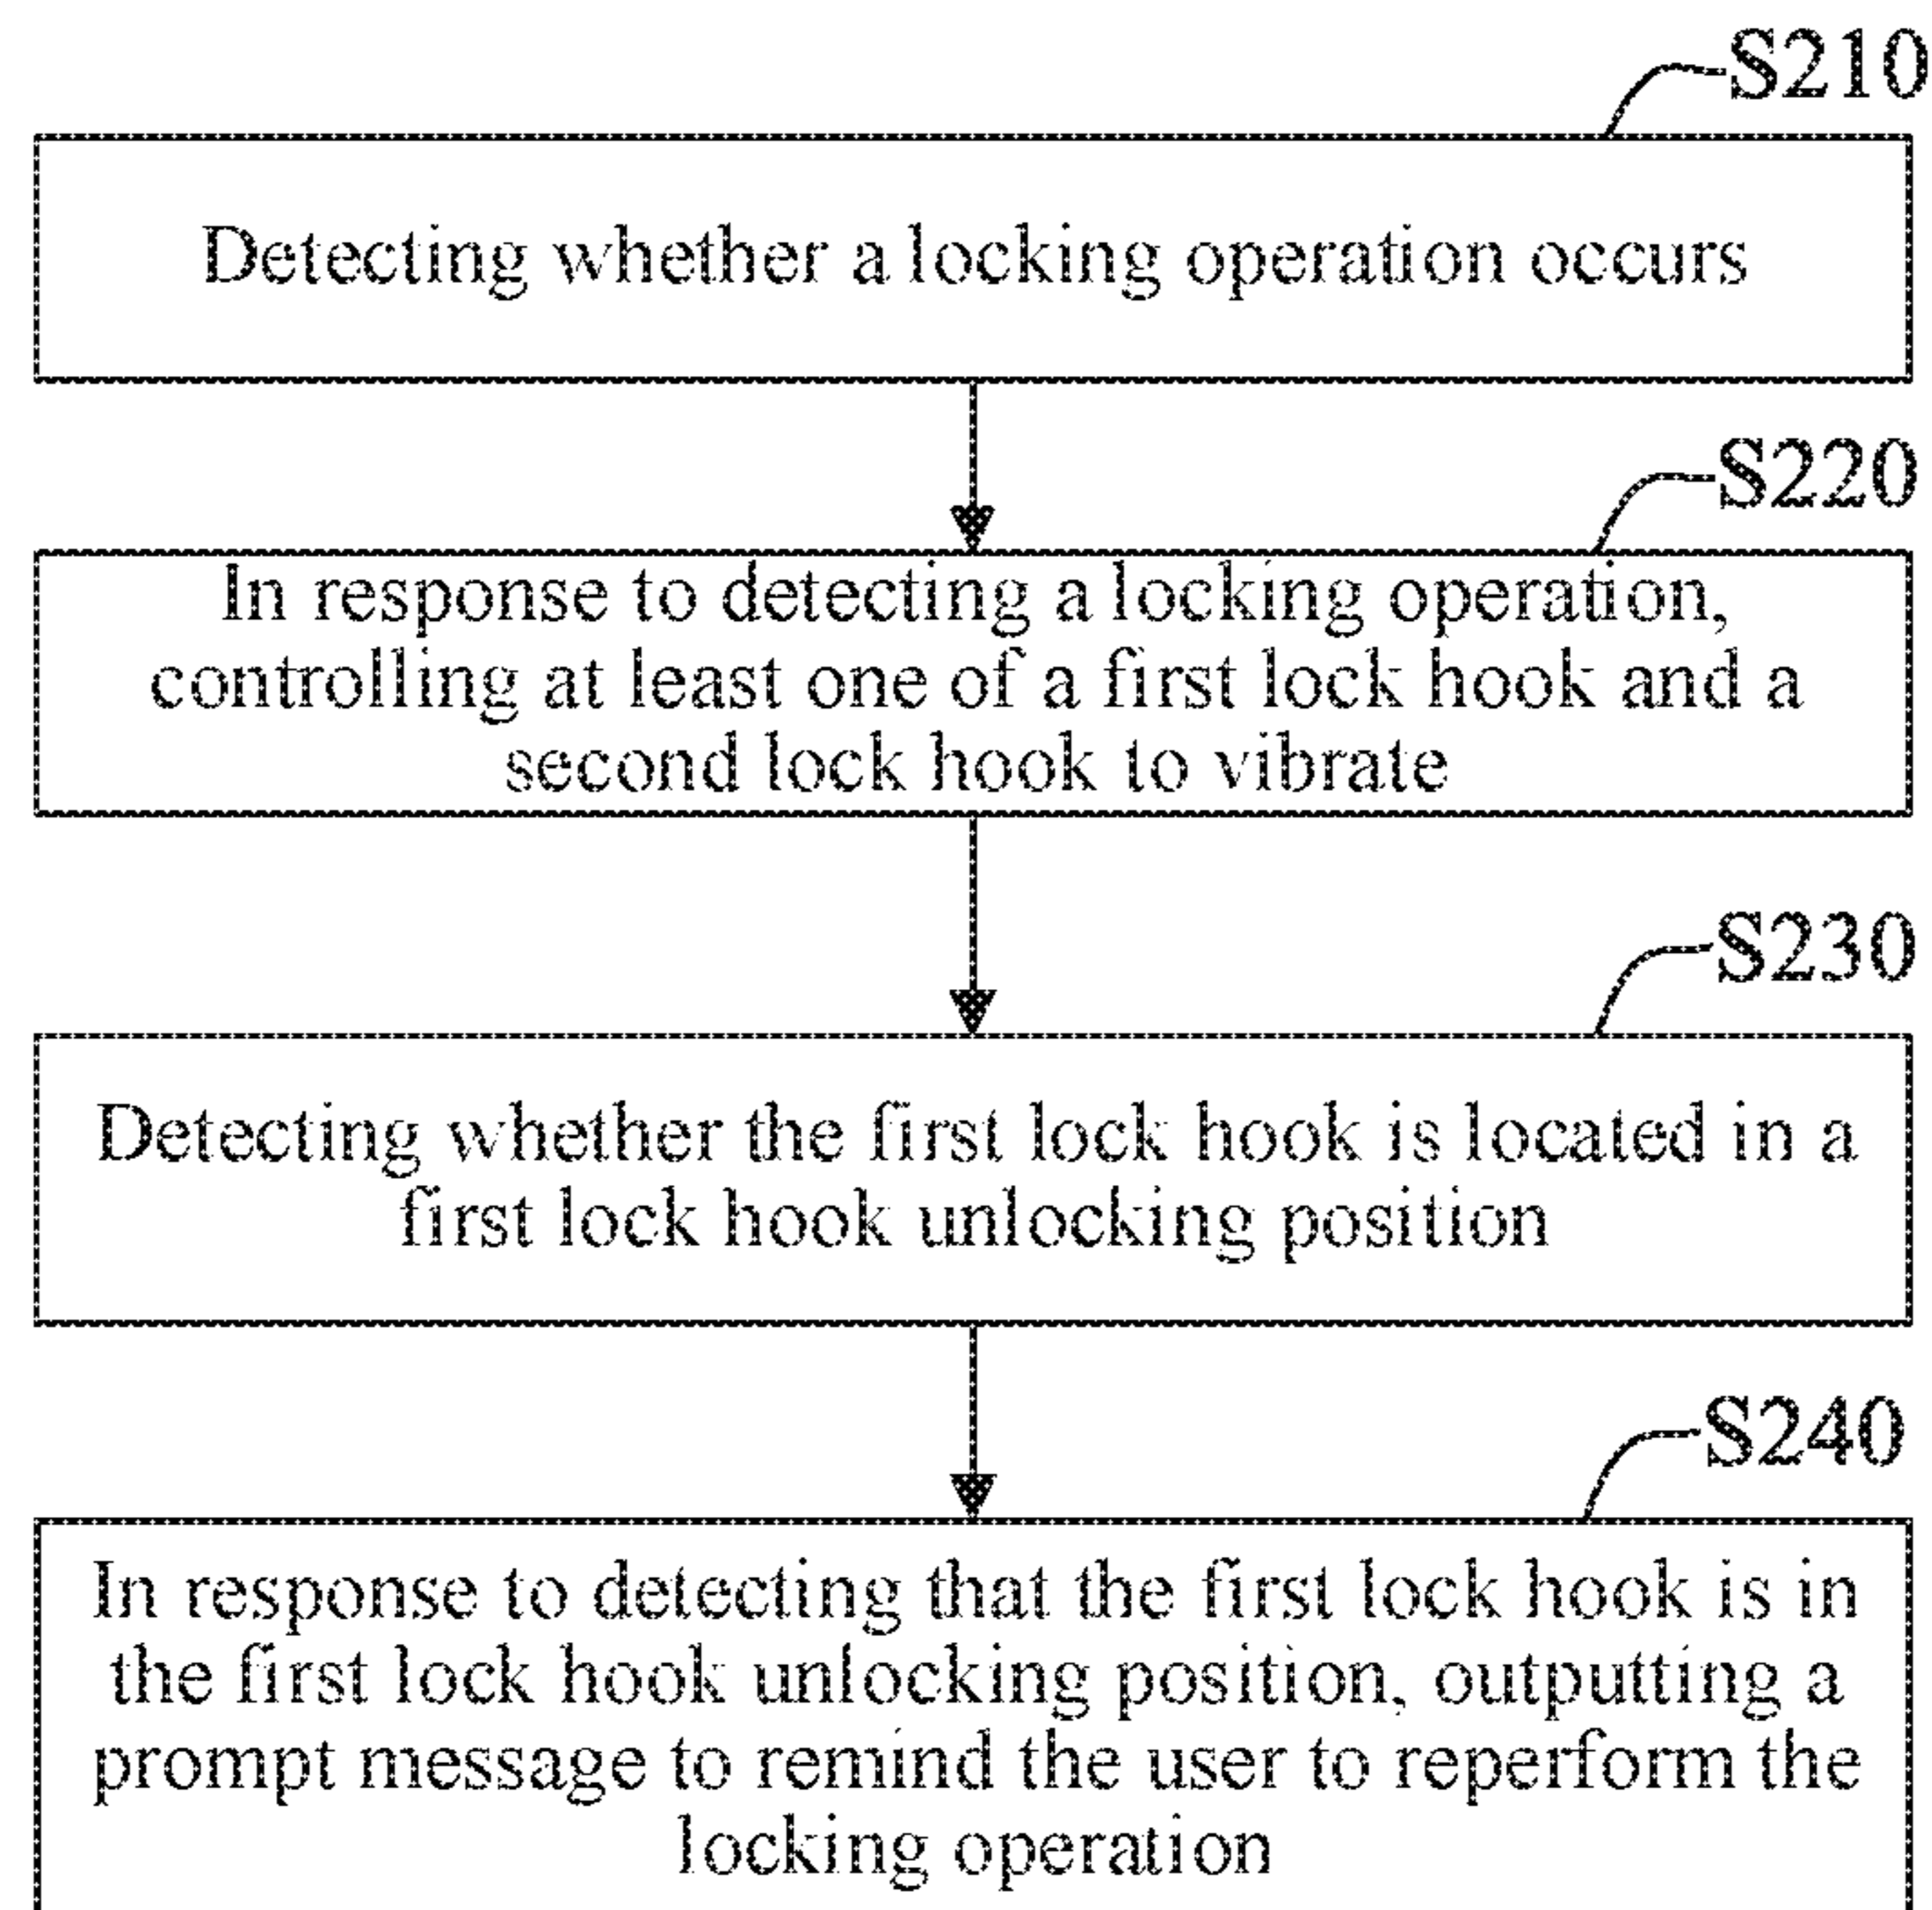 S210
Detecting whether a locking operation occurs
S220
In response to detecting a locking operation,
controlling at least one of a first lock hook and a
second lock hook to vibrate
S230
Detecting whether the first lock hook is located in a
first lock hook unlocking position
S240
In response to detecting that the first lock hook is in
the first lock hook unlocking position, outputting a
prompt message to remind the user to reperform the
locking operation